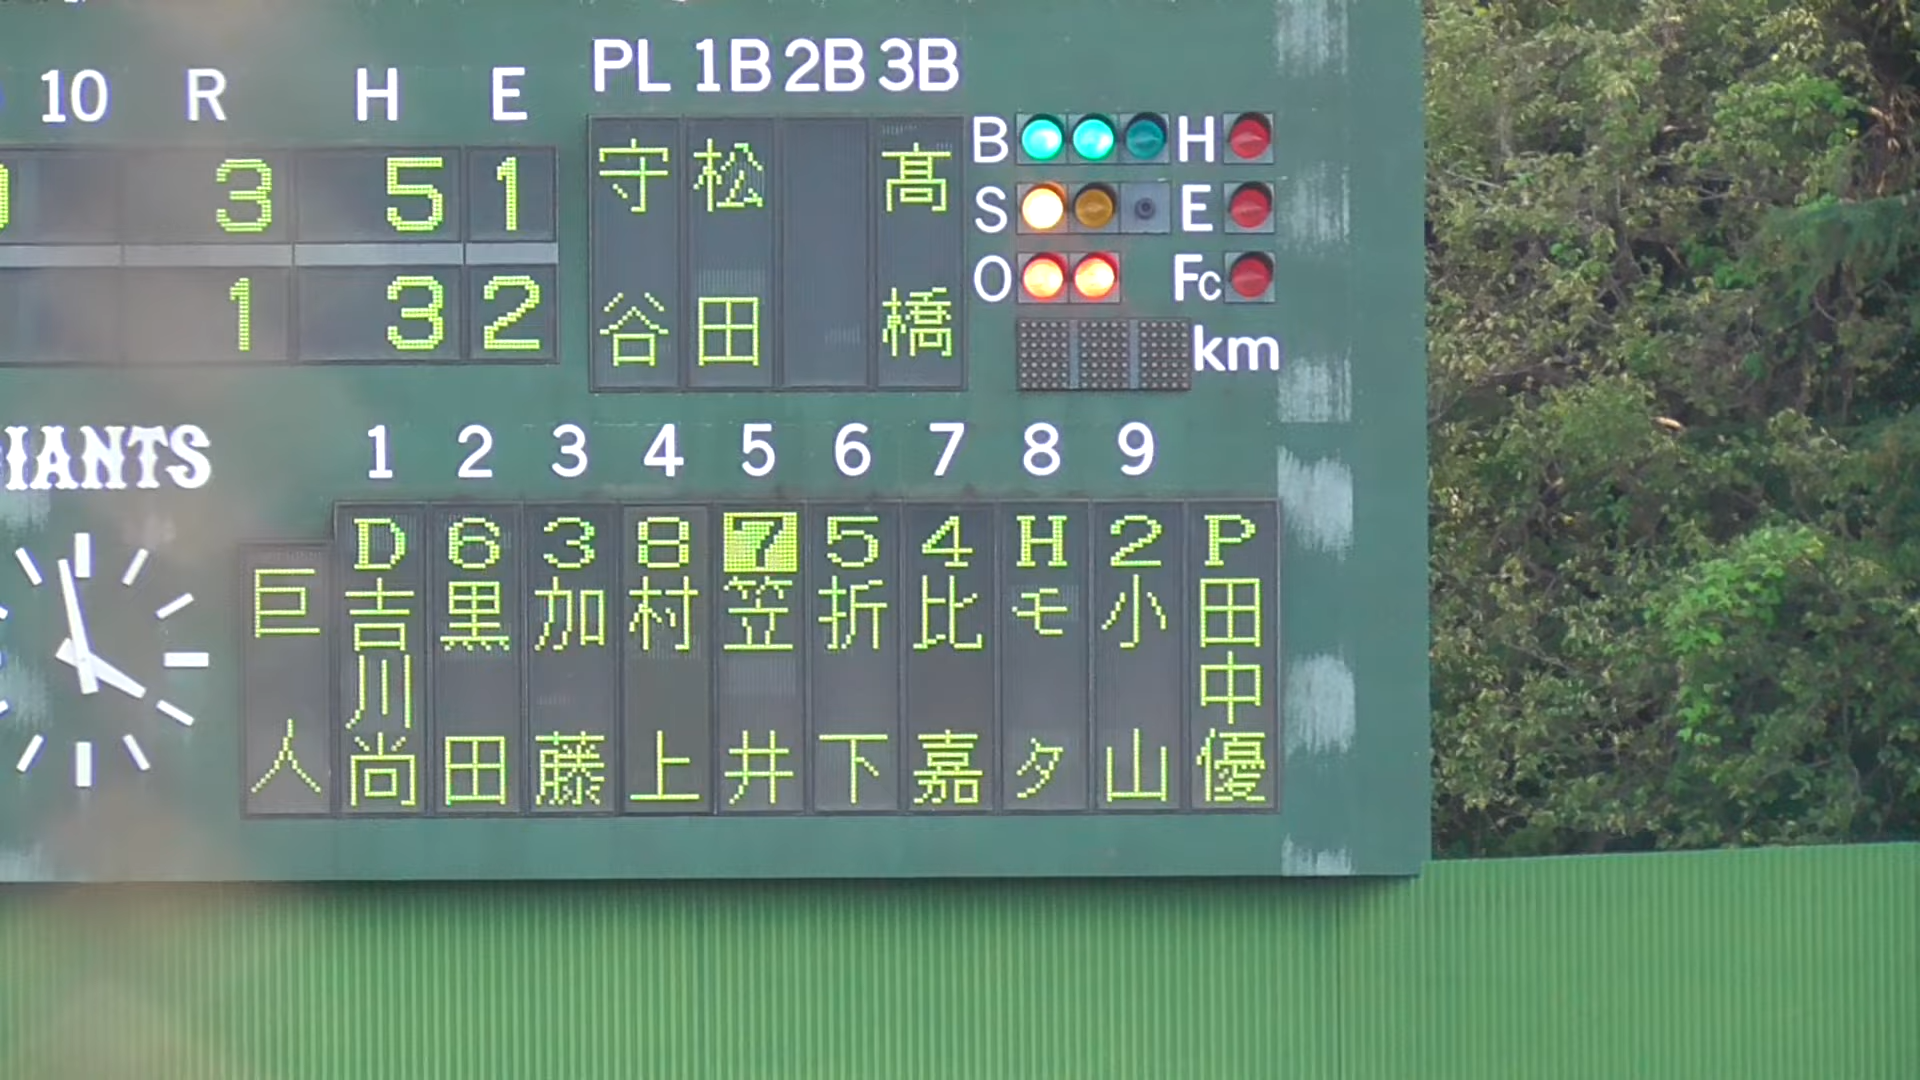 10 R H E
3 5 1
1 3 2
PL 1B 2B 3B
守谷 松田 髙橋
B H
S E
O Fc
km
GIANTS
1 2 3 4 5 6 7 8 9
D 6 3 8 7 5 4 H 2 P
巨人 吉川尚 黒田 加藤 村上 笠井 折下 比嘉 モタ 小山 田中優